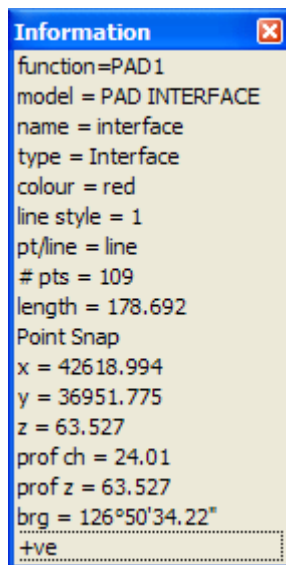 Information
function=PAD1
model = PAD INTERFACE
name = interface
type = Interface
colour = red
line style = 1
pt/line = line
# pts = 109
length = 178.692
Point Snap
x = 42618.994
y = 36951.775
z = 63.527
prof ch = 24.01
prof z = 63.527
brg = 126°50'34.22"
+ve